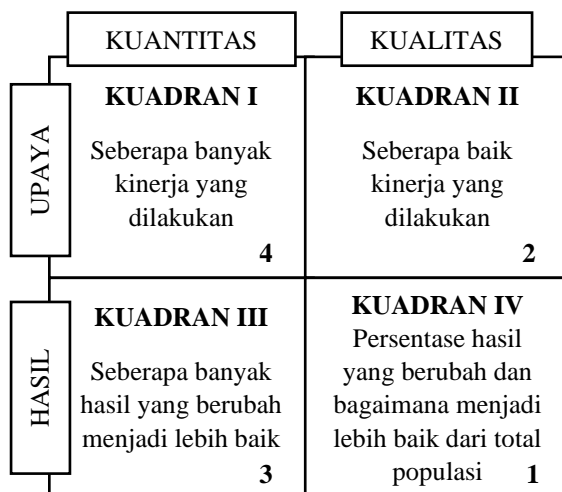 KUANTITAS
KUALITAS
UPAYA
KUADRAN I
Seberapa banyak
kinerja yang
dilakukan
4
KUADRAN II
Seberapa baik
kinerja yang
dilakukan
2
HASIL
KUADRAN III
Seberapa banyak
hasil yang berubah
menjadi lebih baik
3
KUADRAN IV
Persentase hasil
yang berubah dan
bagaimana menjadi
lebih baik dari total
populasi
1